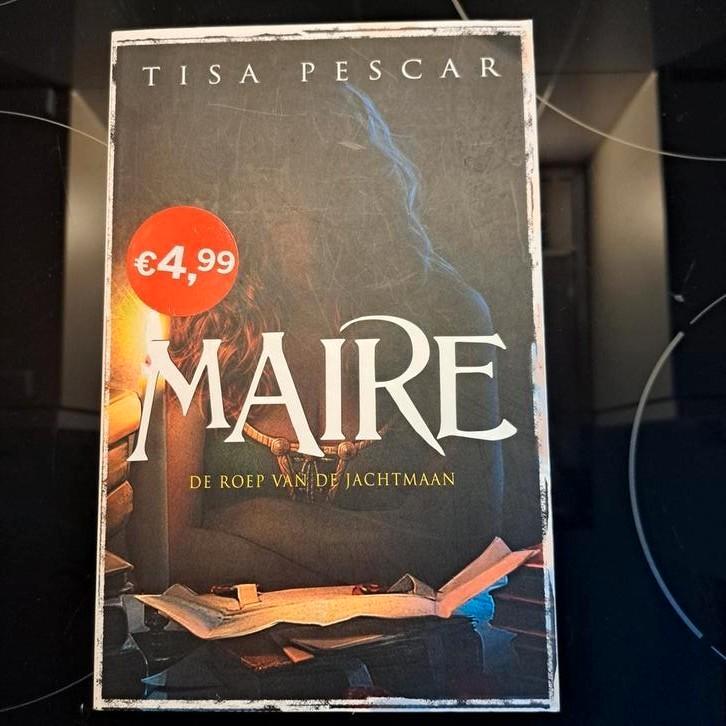 TISA PESCAR
€4,99
MAIRE
DE ROEP VAN DE JACHTMAAN